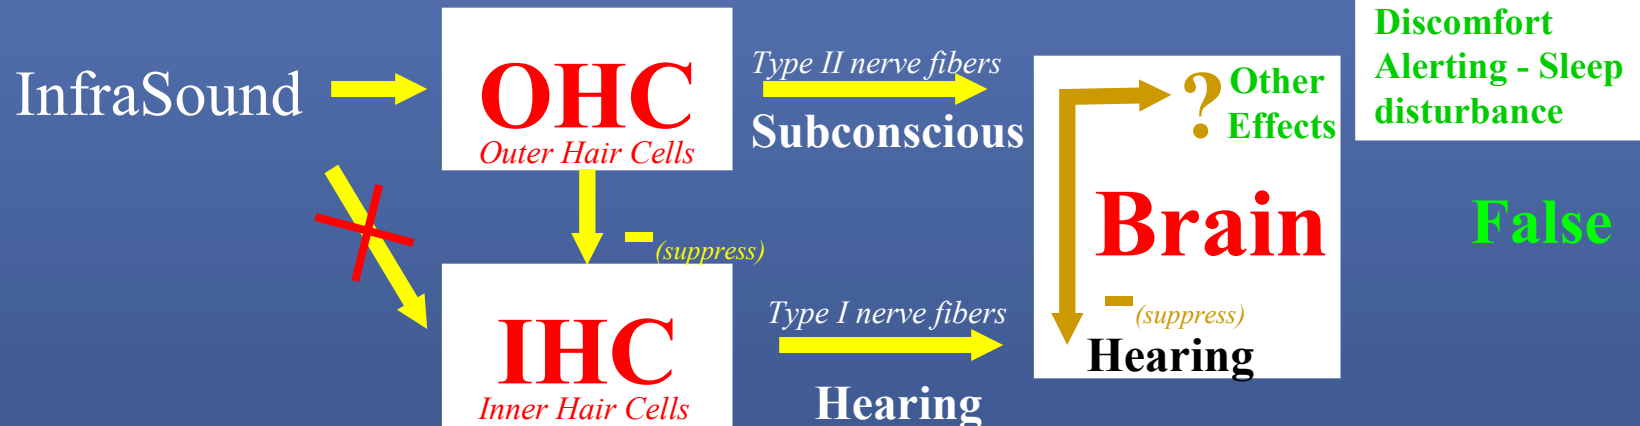 InfraSound
OHC
Outer Hair Cells
Type II nerve fibers
Subconscious
? Other
Effects
Discomfort
Alerting - Sleep
disturbance
- (suppress)
Brain
False
IHC
Inner Hair Cells
Type I nerve fibers
Hearing
- (suppress)
Hearing